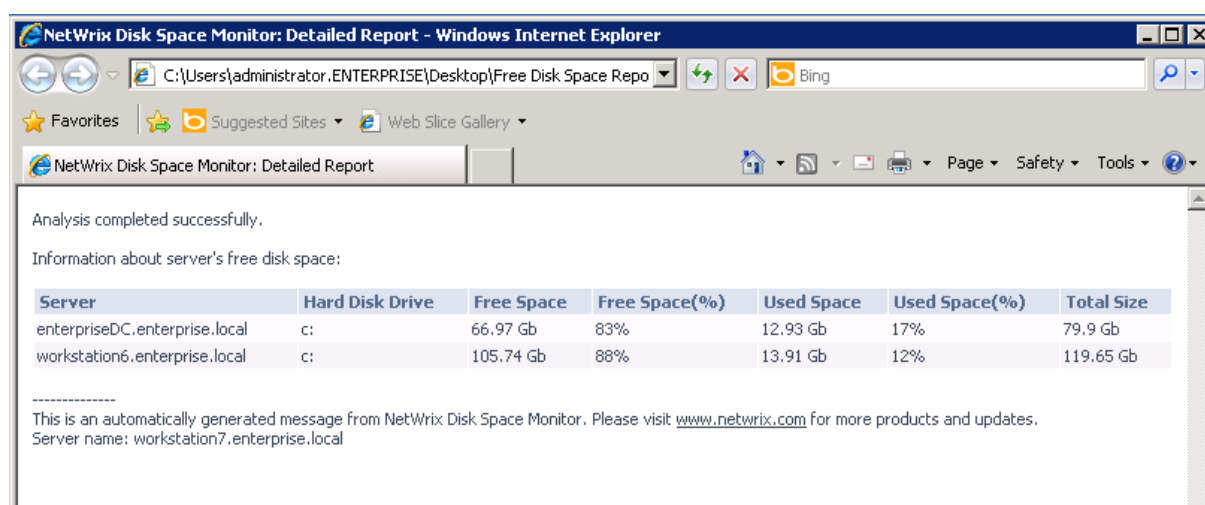 NetWrix Disk Space Monitor: Detailed Report - Windows Internet Explorer
C:\Users\administrator.ENTERPRISE\Desktop\Free Disk Space Repo
Bing
Favorites Suggested Sites Web Slice Gallery
NetWrix Disk Space Monitor: Detailed Report Page Safety Tools
Analysis completed successfully.
Information about server's free disk space:
Server Hard Disk Drive Free Space Free Space(%) Used Space Used Space(%) Total Size
enterpriseDC.enterprise.local c: 66.97 Gb 83% 12.93 Gb 17% 79.9 Gb
workstation6.enterprise.local c: 105.74 Gb 88% 13.91 Gb 12% 119.65 Gb
--------------
This is an automatically generated message from NetWrix Disk Space Monitor. Please visit www.netwrix.com for more products and updates.
Server name: workstation7.enterprise.local